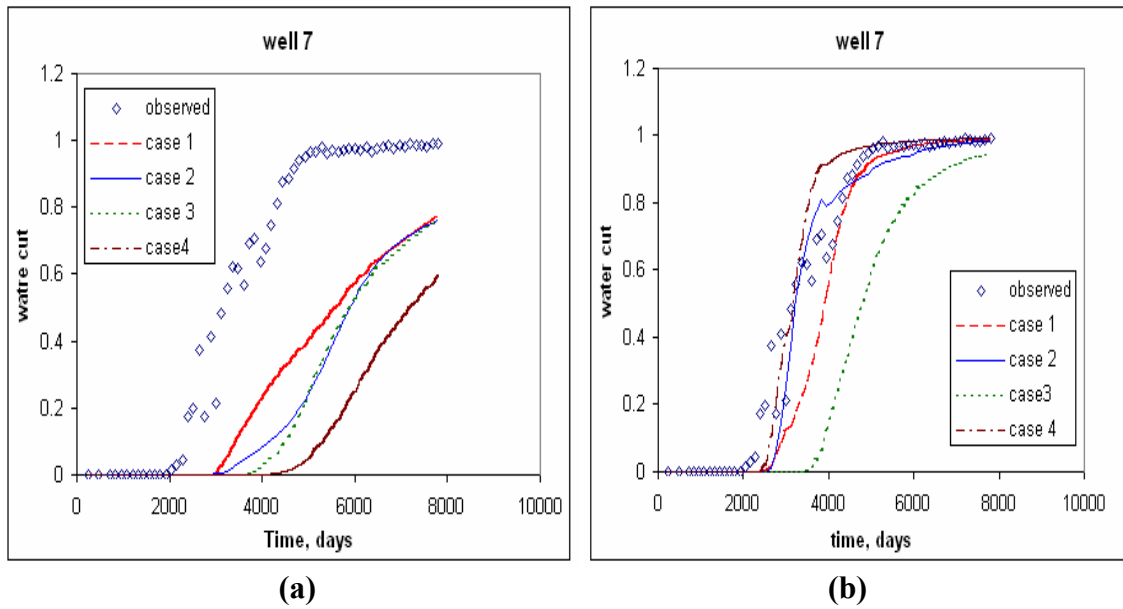 well 7
1.2
1
0.8
0.6
0.4
0.2
0
watre cut
observed
case 1
case 2
case 3
case4
0 2000 4000 6000 8000 10000
Time, days
(a)
well 7
1.2
1
0.8
0.6
0.4
0.2
0
water cut
observed
case 1
case 2
case3
case 4
0 2000 4000 6000 8000 10000
time, days
(b)